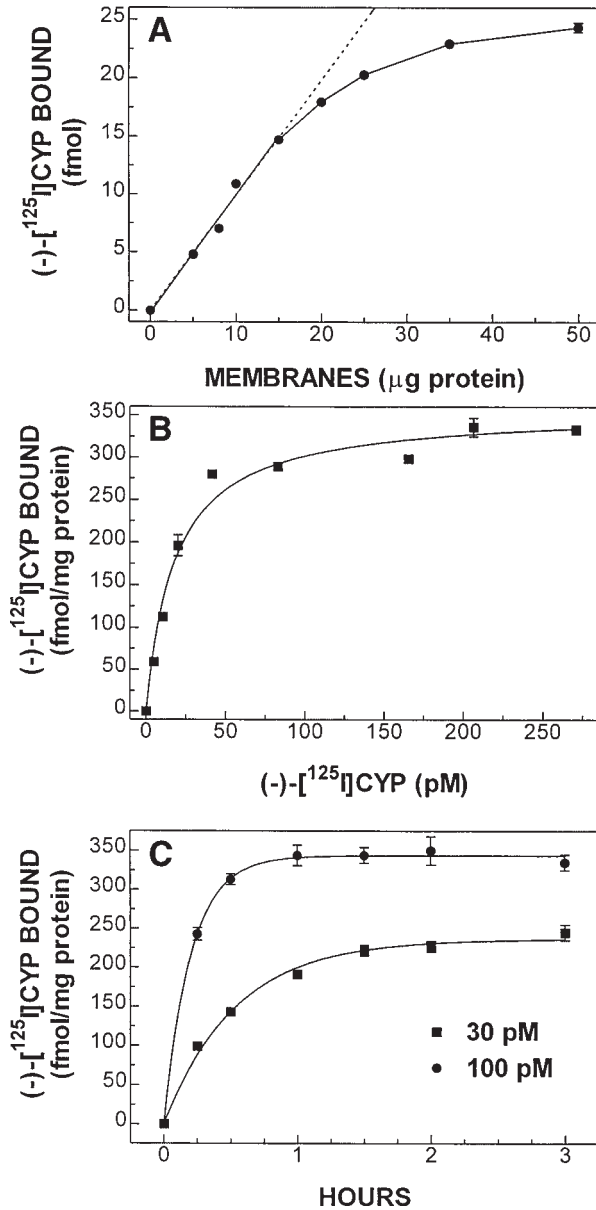 A
(-)-[¹²⁵I]CYP BOUND
(fmol)
25
20
15
10
5
0
0 10 20 30 40 50
MEMBRANES (μg protein)
B
(-)-[¹²⁵I]CYP BOUND
(fmol/mg protein)
350
300
250
200
150
100
50
0
0 50 100 150 200 250
(-)-[¹²⁵I]CYP (pM)
C
(-)-[¹²⁵I]CYP BOUND
(fmol/mg protein)
350
300
250
200
150
100
50
0
30 pM
100 pM
0 1 2 3
HOURS